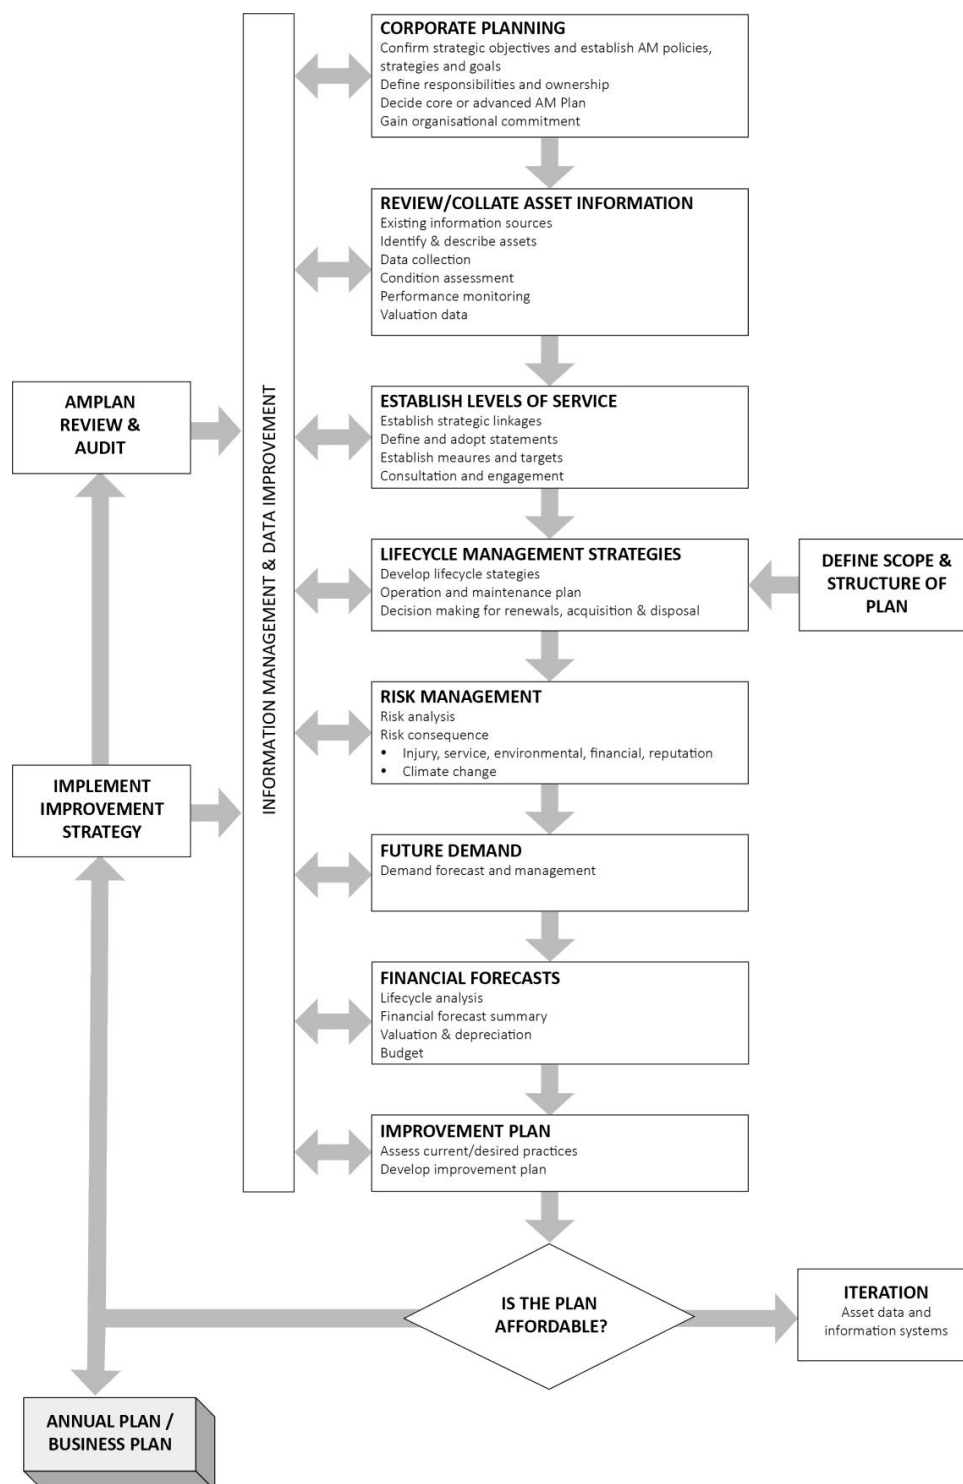 CORPORATE PLANNING
Confirm strategic objectives and establish AM policies,
strategies and goals
Define responsibilities and ownership
Decide core or advanced AM Plan
Gain organisational commitment
REVIEW/COLLATE ASSET INFORMATION
Existing information sources
Identify & describe assets
Data collection
Condition assessment
Performance monitoring
Valuation data
AMPLAN
REVIEW &
AUDIT
INFORMATION MANAGEMENT & DATA IMPROVEMENT
ESTABLISH LEVELS OF SERVICE
Establish strategic linkages
Define and adopt statements
Establish meaures and targets
Consultation and engagement
LIFECYCLE MANAGEMENT STRATEGIES
Develop lifecycle stategies
Operation and maintenance plan
Decision making for renewals, acquisition & disposal
DEFINE SCOPE &
STRUCTURE OF
PLAN
RISK MANAGEMENT
Risk analysis
Risk consequence
• Injury, service, environmental, financial, reputation
• Climate change
IMPLEMENT
IMPROVEMENT
STRATEGY
FUTURE DEMAND
Demand forecast and management
FINANCIAL FORECASTS
Lifecycle analysis
Financial forecast summary
Valuation & depreciation
Budget
IMPROVEMENT PLAN
Assess current/desired practices
Develop improvement plan
IS THE PLAN
AFFORDABLE?
ITERATION
Asset data and
information systems
ANNUAL PLAN /
BUSINESS PLAN